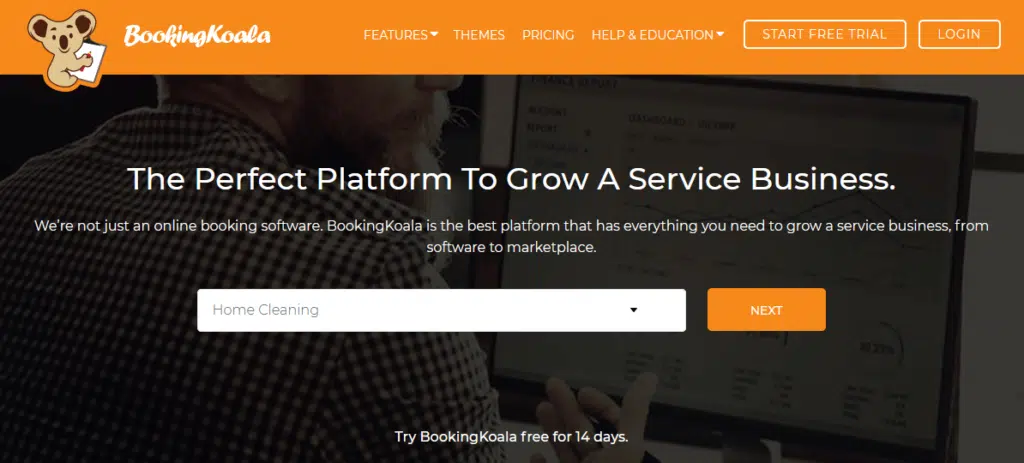 BookingKoala
FEATURES
THEMES
PRICING
HELP & EDUCATION
START FREE TRIAL
LOGIN
ACCOUNT
REPORT
The Perfect Platform To Grow A Service Business.
We're not just an online booking software. BookingKoala is the best platform that has everything you need to grow a service business, from
software to marketplace.
Home Cleaning
NEXT
Try BookingKoala free for 14 days.